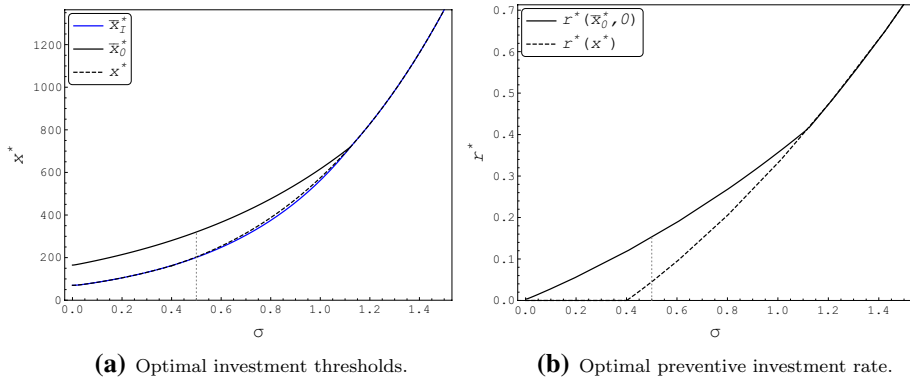 x̅*_I
x̅*_0
x*
1200
1000
800
600
400
200
0
x*
0.0 0.2 0.4 0.6 0.8 1.0 1.2 1.4
σ
(a) Optimal investment thresholds.
r*(x̅*_0, 0)
r*(x*)
0.7
0.6
0.5
0.4
0.3
0.2
0.1
0.0
r*
0.0 0.2 0.4 0.6 0.8 1.0 1.2 1.4
σ
(b) Optimal preventive investment rate.